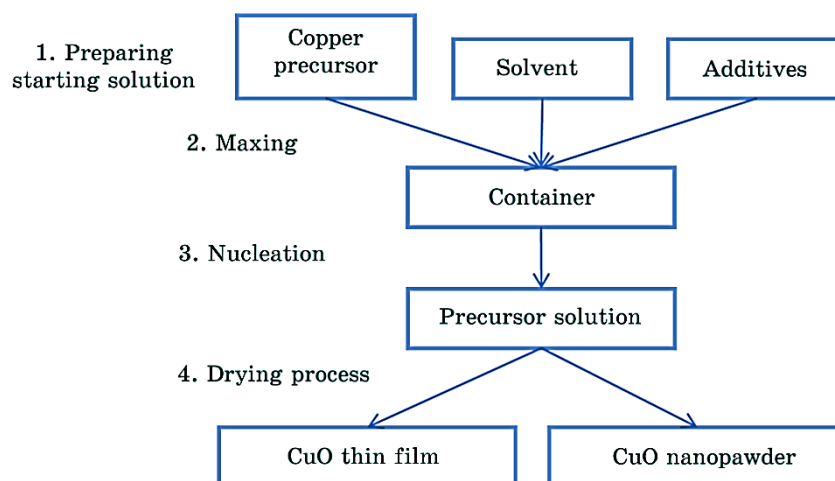 1. Preparing
starting solution
Copper
precursor
Solvent
Additives
2. Maxing
Container
3. Nucleation
Precursor solution
4. Drying process
CuO thin film
CuO nanopawder